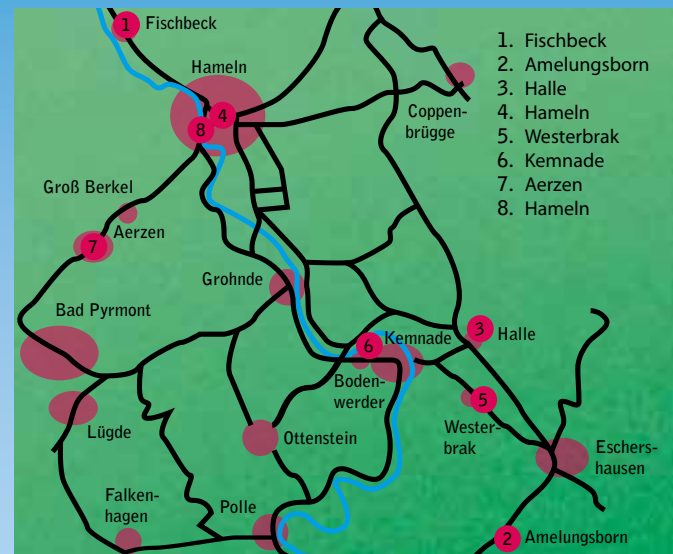 1 Fischbeck
Hameln
4
8
Coppen-
brügge
1. Fischbeck
2. Amelungsborn
3. Halle
4. Hameln
5. Westerbrak
6. Kemnade
7. Aerzen
8. Hameln
Groß Berkel
Aerzen
7
Grohnde
Bad Pyrmont
3 Halle
6 Kemnade
Boden-
werder
5
Wester-
brak
Lügde
Ottenstein
Eschers-
hausen
Falken-
hagen
Polle
2 Amelungsborn